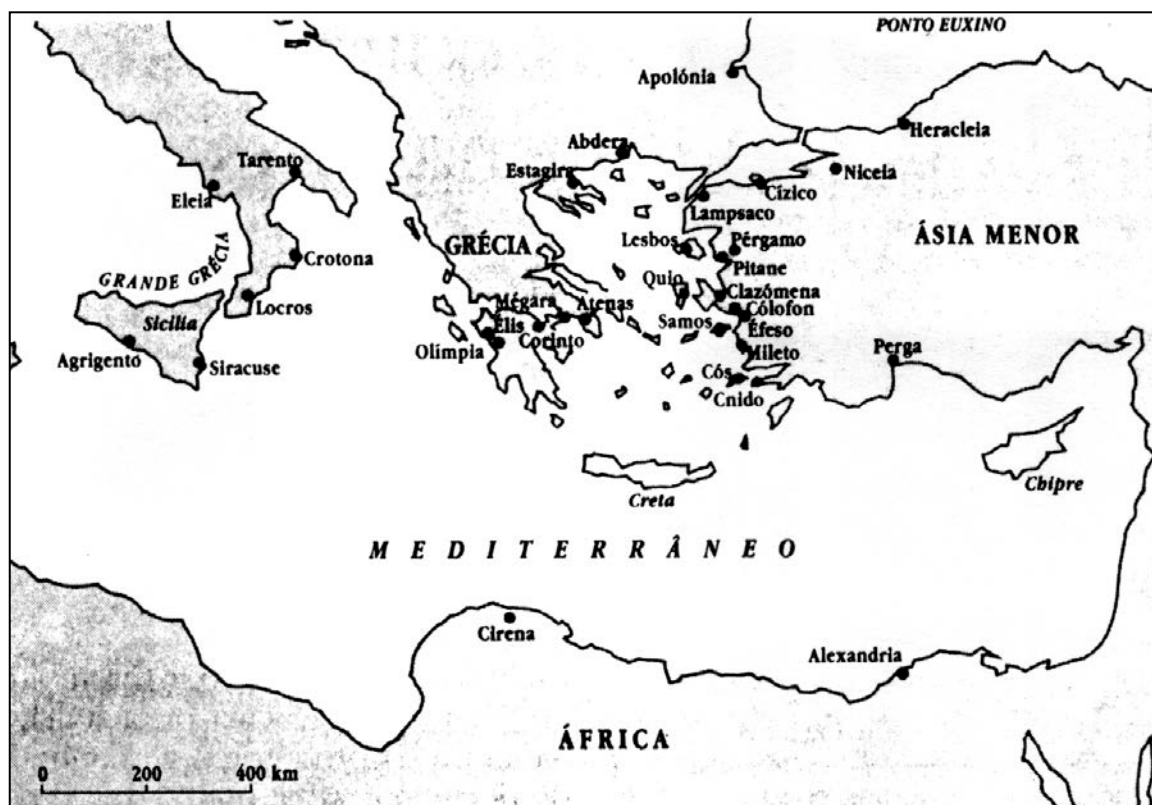 PONTO EUXINO
Apolónia
Heracleia
Abdera
Tarento
Estagira
Niceia
Eleia
Cízico
Lampsaco
ÁSIA MENOR
Lesbos
GRÉCIA
Pérgamo
Pitane
GRANDE GRÉCIA
Crotona
Quio
Clazómena
Locros
Mégara
Atenas
Cólofon
Sicilia
Samos
Éfeso
Élis
Corinto
Olímpia
Mileto
Perga
Agrigento
Siracuse
Cós
Cnido
Creta
Chipre
MEDITERRÂNEO
Cirena
Alexandria
ÁFRICA
0 200 400 km